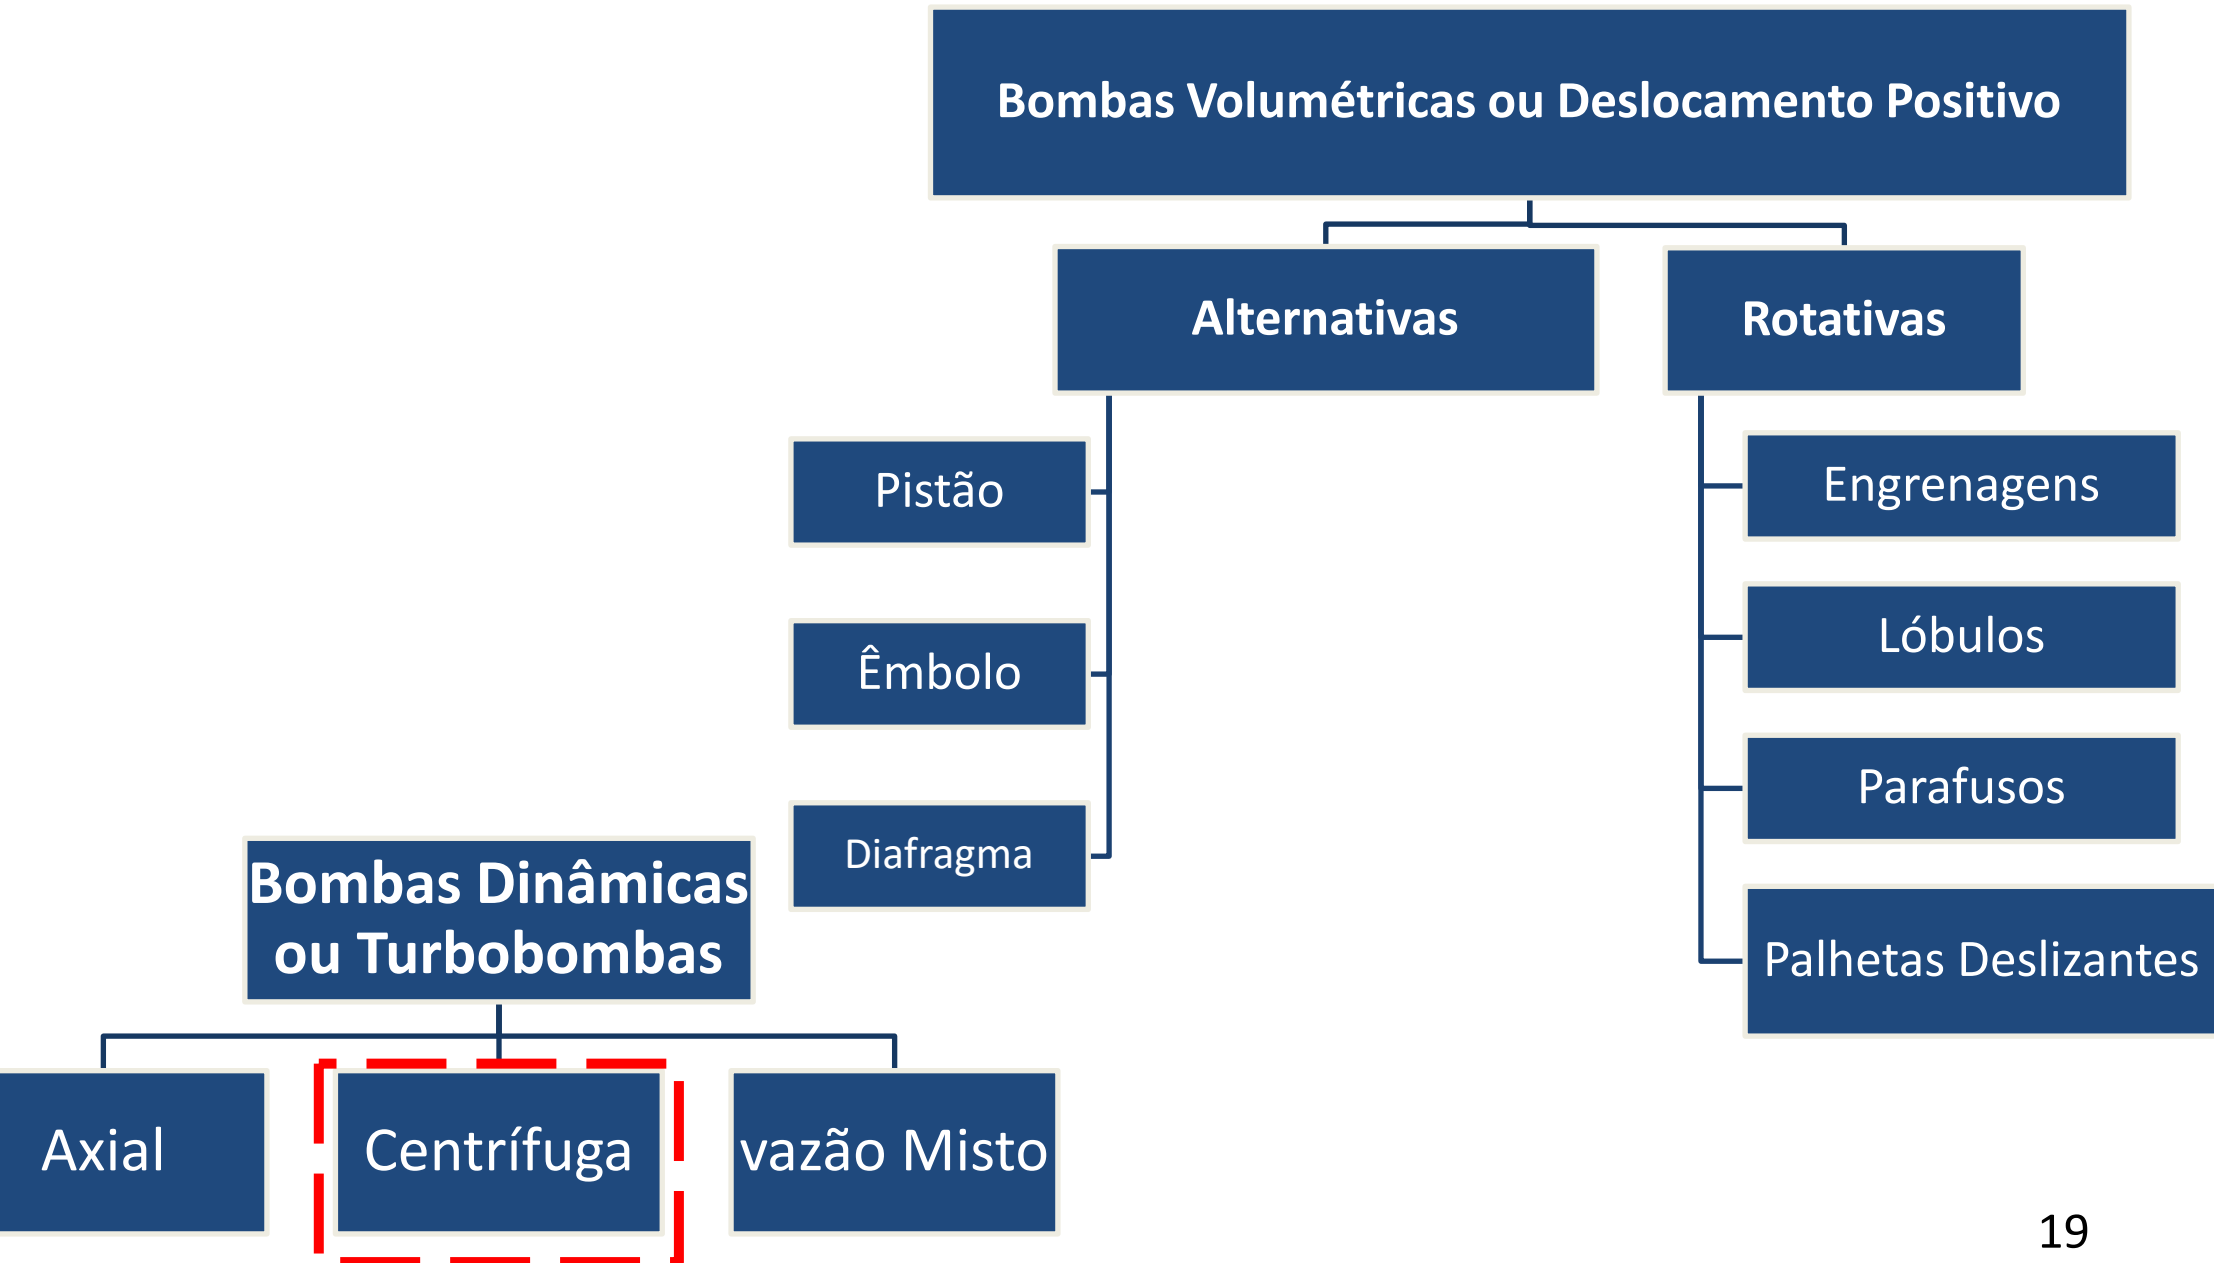 Bombas Volumétricas ou Deslocamento Positivo
Alternativas
Rotativas
Pistão
Êmbolo
Diafragma
Engrenagens
Lóbulos
Parafusos
Palhetas Deslizantes
Bombas Dinâmicas
ou Turbobombas
Axial
Centrífuga
vazão Misto
19